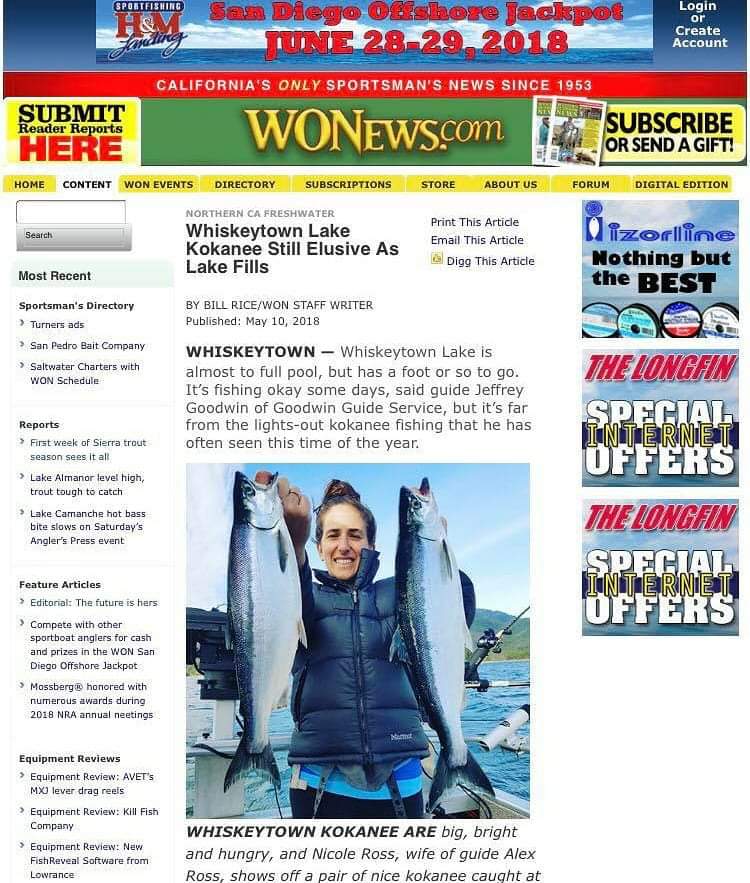 SPORTFISHING
H&M
Landing
San Diego Offshore Jackpot
JUNE 28-29, 2018
Login
or
Create
Account
CALIFORNIA'S ONLY SPORTSMAN'S NEWS SINCE 1953
SUBMIT
Reader Reports
HERE
WONews.com
SUBSCRIBE
OR SEND A GIFT!
HOME CONTENT WON EVENTS DIRECTORY SUBSCRIPTIONS STORE ABOUT US FORUM DIGITAL EDITION
Search
Most Recent
Sportsman's Directory
Turners ads
San Pedro Bait Company
Saltwater Charters with
WON Schedule
Reports
First week of Sierra trout
season sees it all
Lake Almanor level high,
trout tough to catch
Lake Camanche hot bass
bite slows on Saturday's
Angler's Press event
Feature Articles
Editorial: The future is hers
Compete with other
sportboat anglers for cash
and prizes in the WON San
Diego Offshore Jackpot
Mossberg® honored with
numerous awards during
2018 NRA annual neetings
Equipment Reviews
Equipment Review: AVET's
MXJ lever drag reels
Equipment Review: Kill Fish
Company
Equipment Review: New
FishReveal Software from
Lowrance
NORTHERN CA FRESHWATER
Whiskeytown Lake
Kokanee Still Elusive As
Lake Fills
Print This Article
Email This Article
Digg This Article
BY BILL RICE/WON STAFF WRITER
Published: May 10, 2018
WHISKEYTOWN — Whiskeytown Lake is
almost to full pool, but has a foot or so to go.
It's fishing okay some days, said guide Jeffrey
Goodwin of Goodwin Guide Service, but it's far
from the lights-out kokanee fishing that he has
often seen this time of the year.
Marmot
WHISKEYTOWN KOKANEE ARE big, bright
and hungry, and Nicole Ross, wife of guide Alex
Ross, shows off a pair of nice kokanee caught at
izorline
Nothing but
the BEST
THE LONGFIN
SPECIAL
INTERNET
OFFERS
THE LONGFIN
SPECIAL
INTERNET
OFFERS